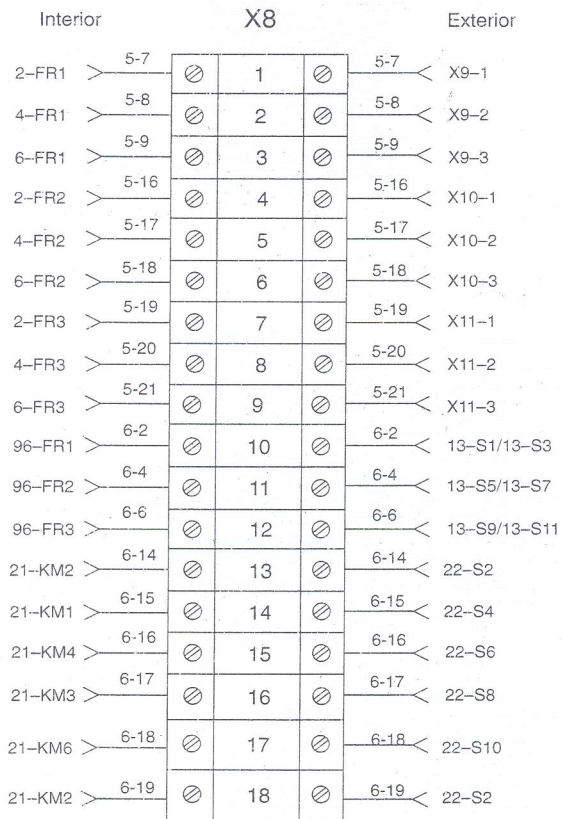 Interior X8 Exterior
2-FR1 5-7 1 5-7 X9-1
4-FR1 5-8 2 5-8 X9-2
6-FR1 5-9 3 5-9 X9-3
2-FR2 5-16 4 5-16 X10-1
4-FR2 5-17 5 5-17 X10-2
6-FR2 5-18 6 5-18 X10-3
2-FR3 5-19 7 5-19 X11-1
4-FR3 5-20 8 5-20 X11-2
6-FR3 5-21 9 5-21 X11-3
96-FR1 6-2 10 6-2 13-S1/13-S3
96-FR2 6-4 11 6-4 13-S5/13-S7
96-FR3 6-6 12 6-6 13-S9/13-S11
21-KM2 6-14 13 6-14 22-S2
21-KM1 6-15 14 6-15 22-S4
21-KM4 6-16 15 6-16 22-S6
21-KM3 6-17 16 6-17 22-S8
21-KM6 6-18 17 6-18 22-S10
21-KM2 6-19 18 6-19 22-S2